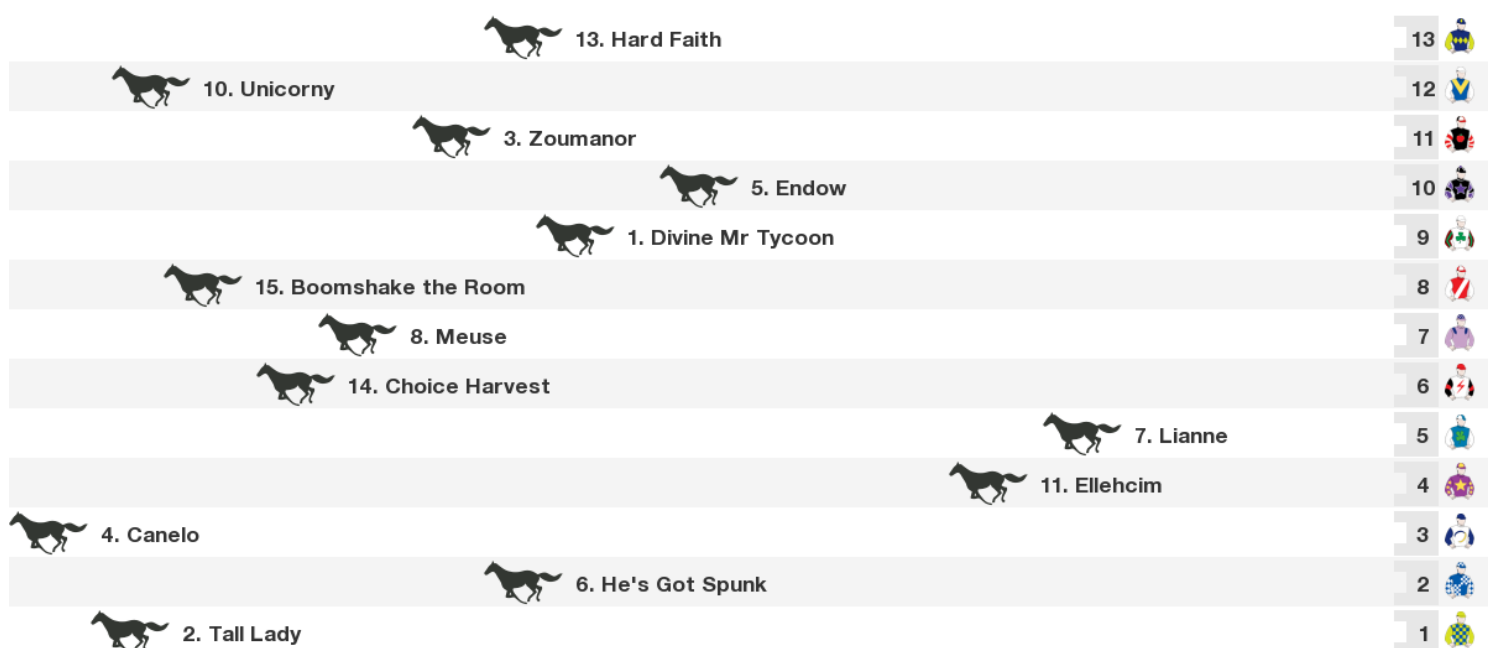 13. Hard Faith 13
10. Unicorny 12
3. Zoumanor 11
5. Endow 10
1. Divine Mr Tycoon 9
15. Boomshake the Room 8
8. Meuse 7
14. Choice Harvest 6
7. Lianne 5
11. Ellehcim 4
4. Canelo 3
6. He's Got Spunk 2
2. Tall Lady 1